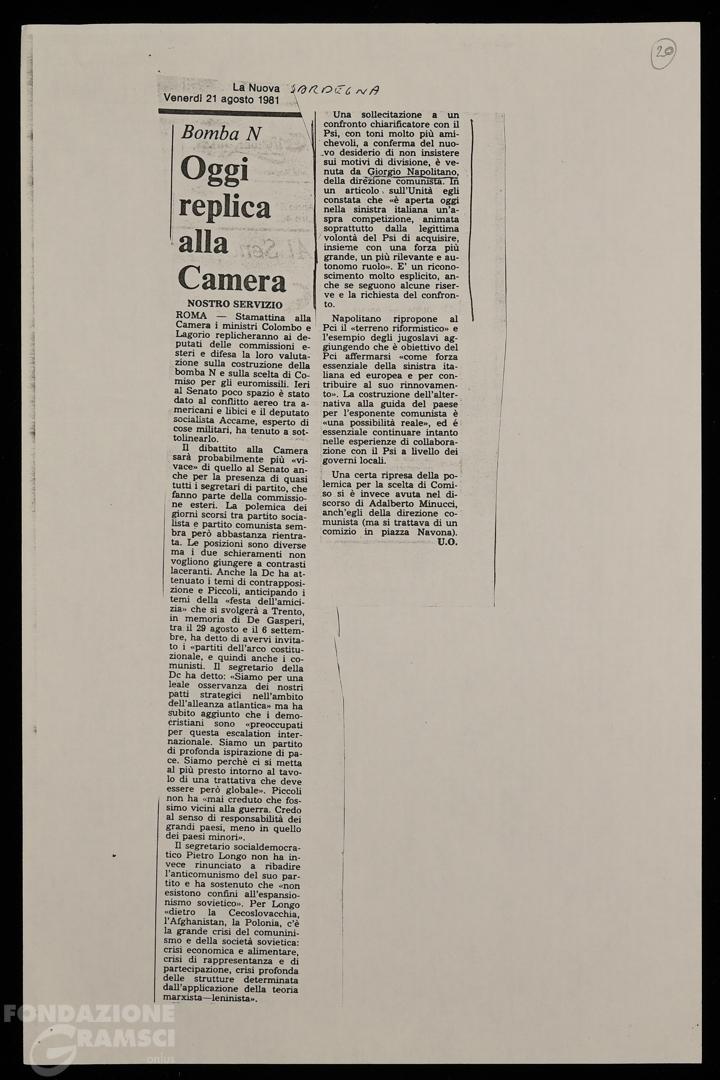 20
La Nuova SARDEGNA
Venerdì 21 agosto 1981
Bomba N
Oggi
replica
alla
Camera
NOSTRO SERVIZIO
ROMA — Stamattina alla
Camera i ministri Colombo e
Lagorio replicheranno ai de-
putati delle commissioni e-
steri e difesa la loro valuta-
zione sulla costruzione della
bomba N e sulla scelta di Co-
miso per gli euromissili. Ieri
al Senato poco spazio è stato
dato al conflitto aereo tra a-
mericani e libici e il deputato
socialista Accame, esperto di
cose militari, ha tenuto a sot-
tolinearlo.
Il dibattito alla Camera
sarà probabilmente più «vi-
vace» di quello al Senato an-
che per la presenza di quasi
tutti i segretari di partito, che
fanno parte della commissio-
ne esteri. La polemica dei
giorni scorsi tra partito socia-
lista e partito comunista sem-
bra però abbastanza rientra-
ta. Le posizioni sono diverse
ma i due schieramenti non
vogliono giungere a contrasti
laceranti. Anche la Dc ha at-
tenuato i temi di contrapposi-
zione e Piccoli, anticipando i
temi della «festa dell'amici-
zia» che si svolgerà a Trento,
in memoria di De Gasperi,
tra il 29 agosto e il 6 settem-
bre, ha detto di avervi invita-
to i «partiti dell'arco costitu-
zionale, e quindi anche i co-
munisti. Il segretario della
Dc ha detto: «Siamo per una
leale osservanza dei nostri
patti strategici nell'ambito
dell'alleanza atlantica» ma ha
subito aggiunto che i demo-
cristiani sono «preoccupati
per questa escalation inter-
nazionale. Siamo un partito
di profonda ispirazione di pa-
ce. Siamo perchè ci si metta
al più presto intorno al tavo-
lo di una trattativa che deve
essere però globale». Piccoli
non ha «mai creduto che fos-
simo vicini alla guerra. Credo
al senso di responsabilità dei
grandi paesi, meno in quello
dei paesi minori».
Il segretario socialdemocra-
tico Pietro Longo non ha in-
vece rinunciato a ribadire
l'anticomunismo del suo par-
tito e ha sostenuto che «non
esistono confini all'espansio-
nismo sovietico». Per Longo
«dietro la Cecoslovacchia,
l'Afghanistan, la Polonia, c'è
la grande crisi del comunini-
smo e della società sovietica:
crisi economica e alimentare,
crisi di rappresentanza e di
partecipazione, crisi profonda
delle strutture determinata
dall'applicazione della teoria
marxista—leninista».
Una sollecitazione a un
confronto chiarificatore con il
Psi, con toni molto più ami-
chevoli, a conferma del nuo-
vo desiderio di non insistere
sui motivi di divisione, è ve-
nuta da Giorgio Napolitano,
della direzione comunista. In
un articolo sull'Unità egli
constata che «è aperta oggi
nella sinistra italiana un'a-
spra competizione, animata
soprattutto dalla legittima
volontà del Psi di acquisire,
insieme con una forza più
grande, un più rilevante e au-
tonomo ruolo». E' un ricono-
scimento molto esplicito, an-
che se seguono alcune riser-
ve e la richiesta del confron-
to.
Napolitano ripropone al
Pci il «terreno riformistico» e
l'esempio degli jugoslavi ag-
giungendo che è obiettivo del
Pci affermarsi «come forza
essenziale della sinistra ita-
liana ed europea e per con-
tribuire al suo rinnovamen-
to». La costruzione dell'alter-
nativa alla guida del paese
per l'esponente comunista è
«una possibilità reale», ed é
essenziale continuare intanto
nelle esperienze di collabora-
zione con il Psi a livello dei
governi locali.
Una certa ripresa della po-
lemica per la scelta di Comi-
so si è invece avuta nel di-
scorso di Adalberto Minucci,
anch'egli della direzione co-
munista (ma si trattava di un
comizio in piazza Navona).
U.O.
FONDAZIONE
GRAMSCI
onlus